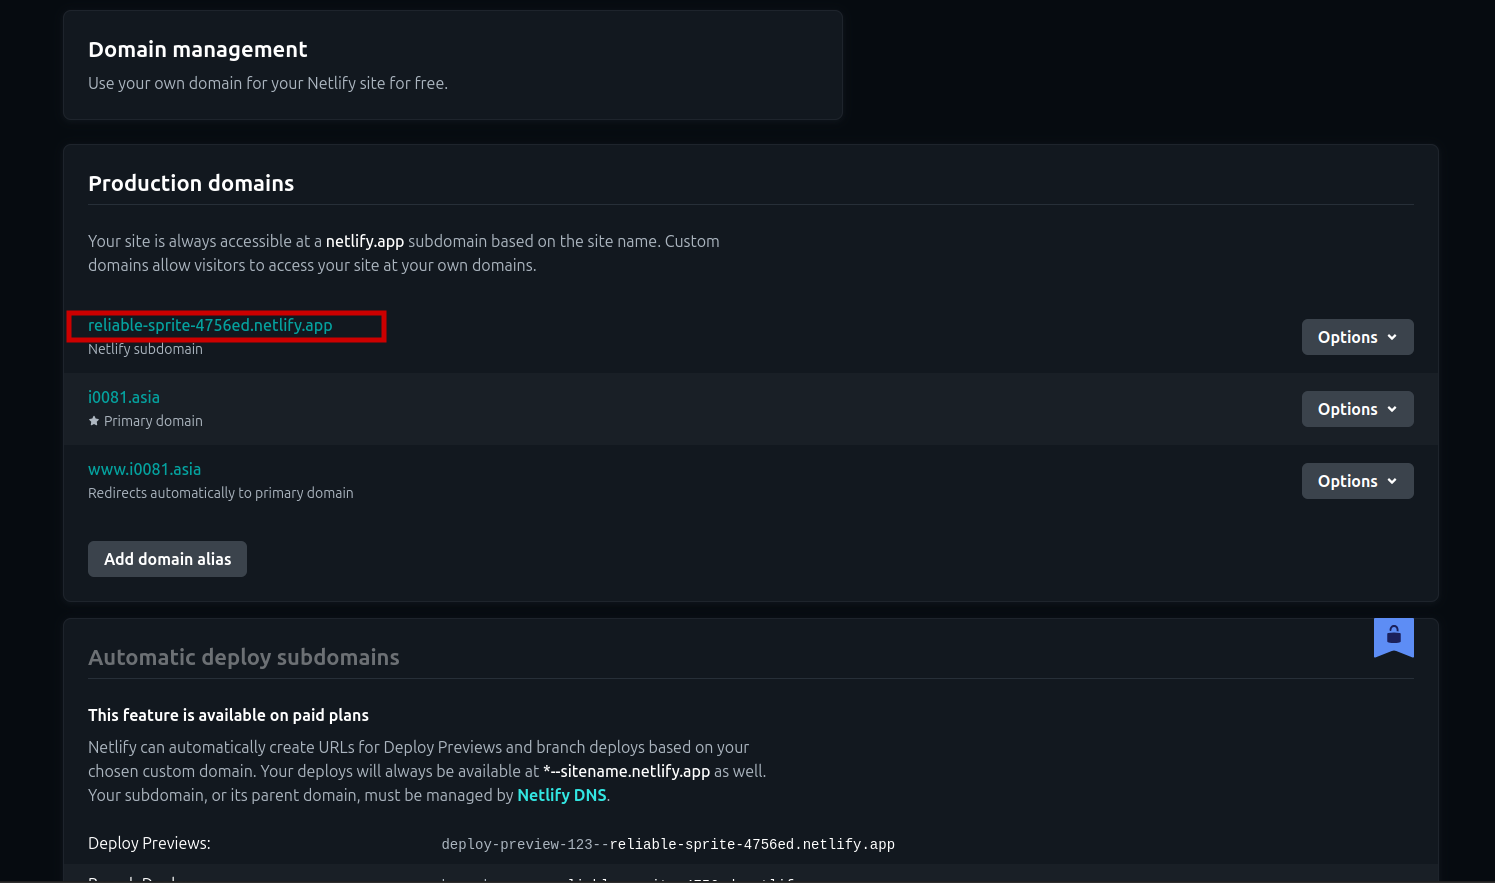 Domain management
Use your own domain for your Netlify site for free.
Production domains
Your site is always accessible at a netlify.app subdomain based on the site name. Custom
domains allow visitors to access your site at your own domains.
reliable-sprite-4756ed.netlify.app
Netlify subdomain
Options
i0081.asia
Primary domain
Options
www.i0081.asia
Redirects automatically to primary domain
Options
Add domain alias
Automatic deploy subdomains
This feature is available on paid plans
Netlify can automatically create URLs for Deploy Previews and branch deploys based on your
chosen custom domain. Your deploys will always be available at *--sitename.netlify.app as well.
Your subdomain, or its parent domain, must be managed by Netlify DNS.
Deploy Previews: deploy-preview-123--reliable-sprite-4756ed.netlify.app